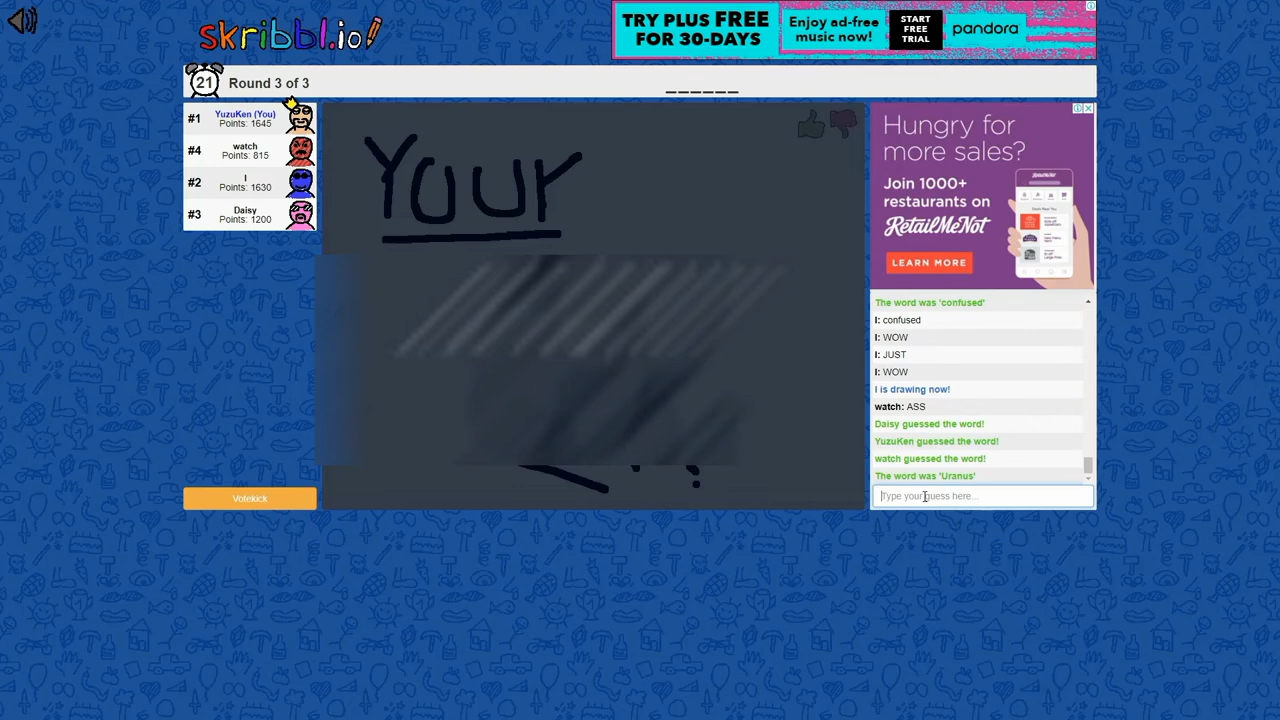 skribbl.io
TRY PLUS FREE
FOR 30-DAYS
Enjoy ad-free
music now!
START
FREE
TRIAL
pandora
21
Round 3 of 3
______
#1
YuzuKen (You)
Points: 1645
#4
watch
Points: 815
#2
I
Points: 1630
#3
Daisy
Points: 1200
Votekick
Your
Hungry for
more sales?
Join 1000+
restaurants on
RetailMeNot
LEARN MORE
The word was 'confused'
I: confused
I: WOW
I: JUST
I: WOW
I is drawing now!
watch: ASS
Daisy guessed the word!
YuzuKen guessed the word!
watch guessed the word!
The word was 'Uranus'
Type your guess here...